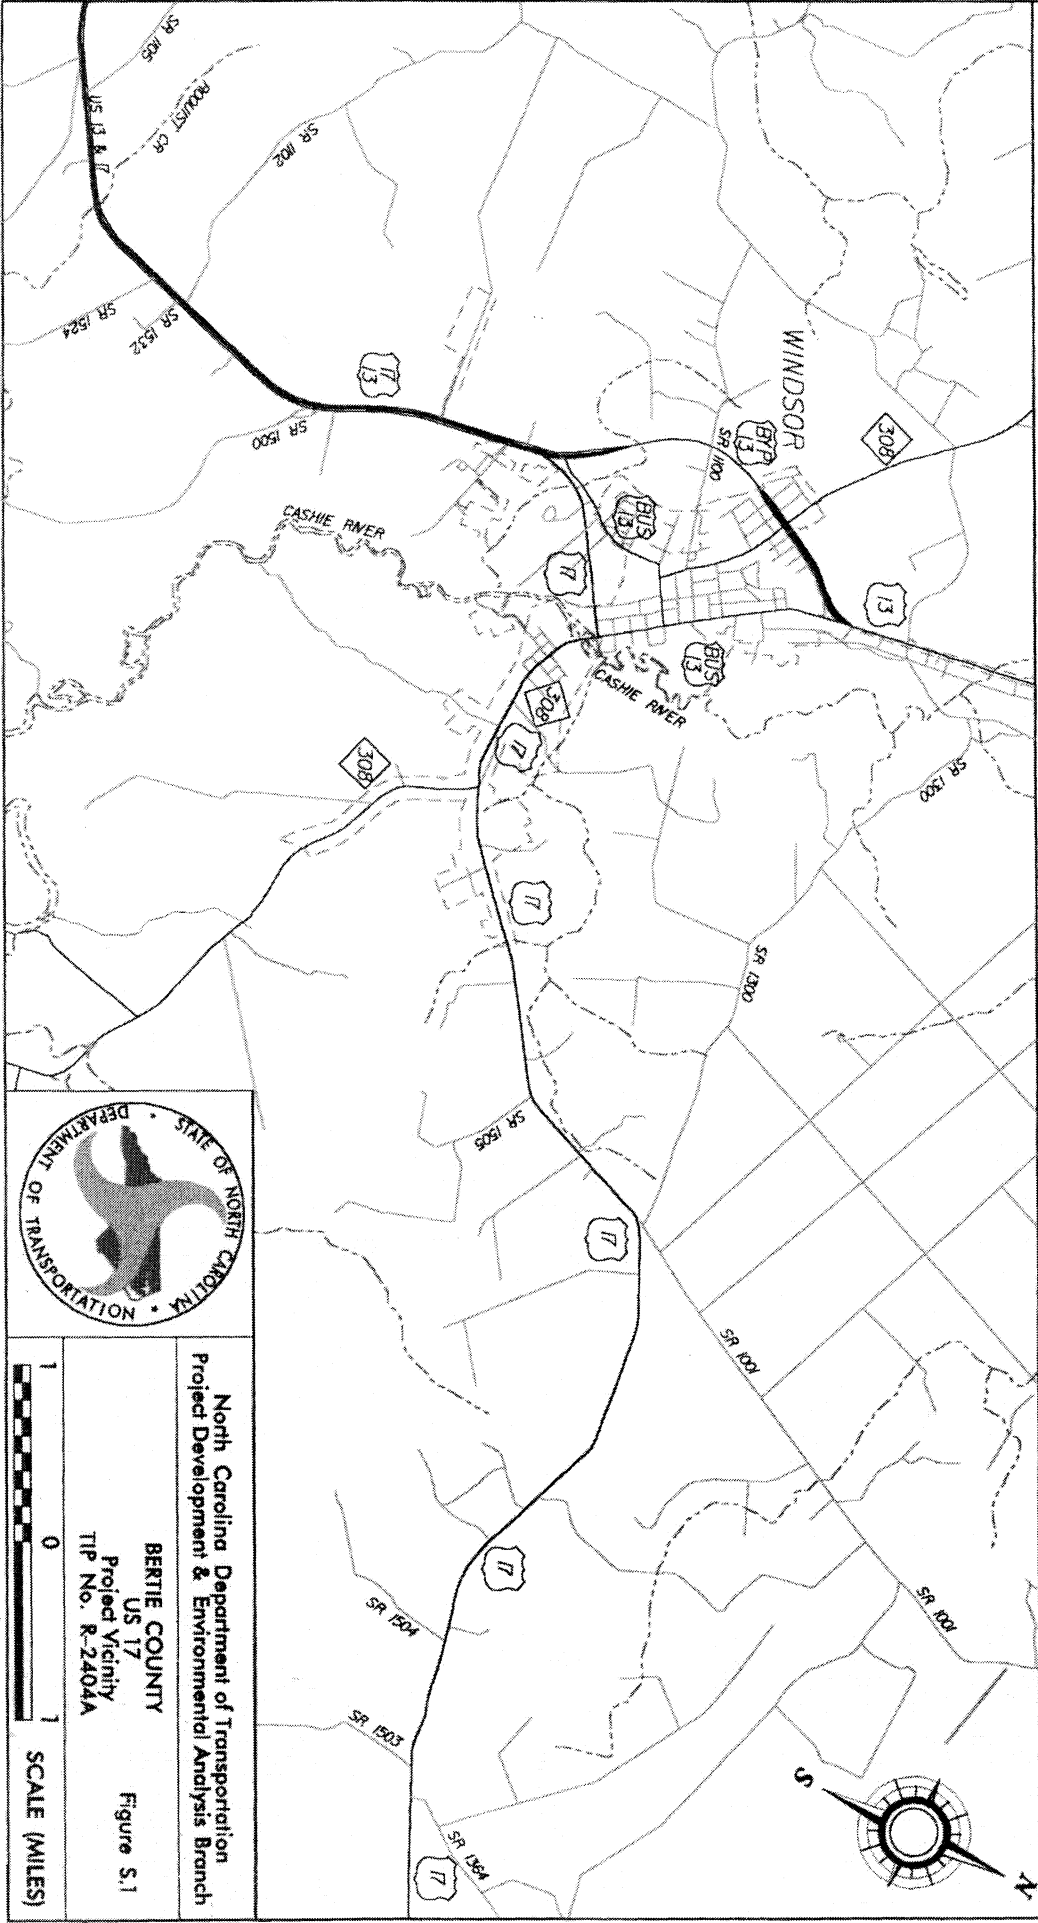 SR 1105
US 13 & 17
ROQUIST CR
SR 1102
SR 1524
SR 1532
17
13
SR 1500
WINDSOR
BYP
13
SR 1100
308
BUS
13
CASHIE RIVER
17
13
BUS
13
CASHIE RIVER
308
17
308
SR 1300
17
SR 1300
SR 1505
17
SR 1001
17
SR 1001
SR 1504
SR 1503
SR 1364
17
S
N
STATE OF NORTH CAROLINA
DEPARTMENT OF TRANSPORTATION
North Carolina Department of Transportation
Project Development & Environmental Analysis Branch
BERTIE COUNTY
US 17
Project Vicinity
TIP No. R-2404A
Figure S.1
1 0 1
SCALE (MILES)